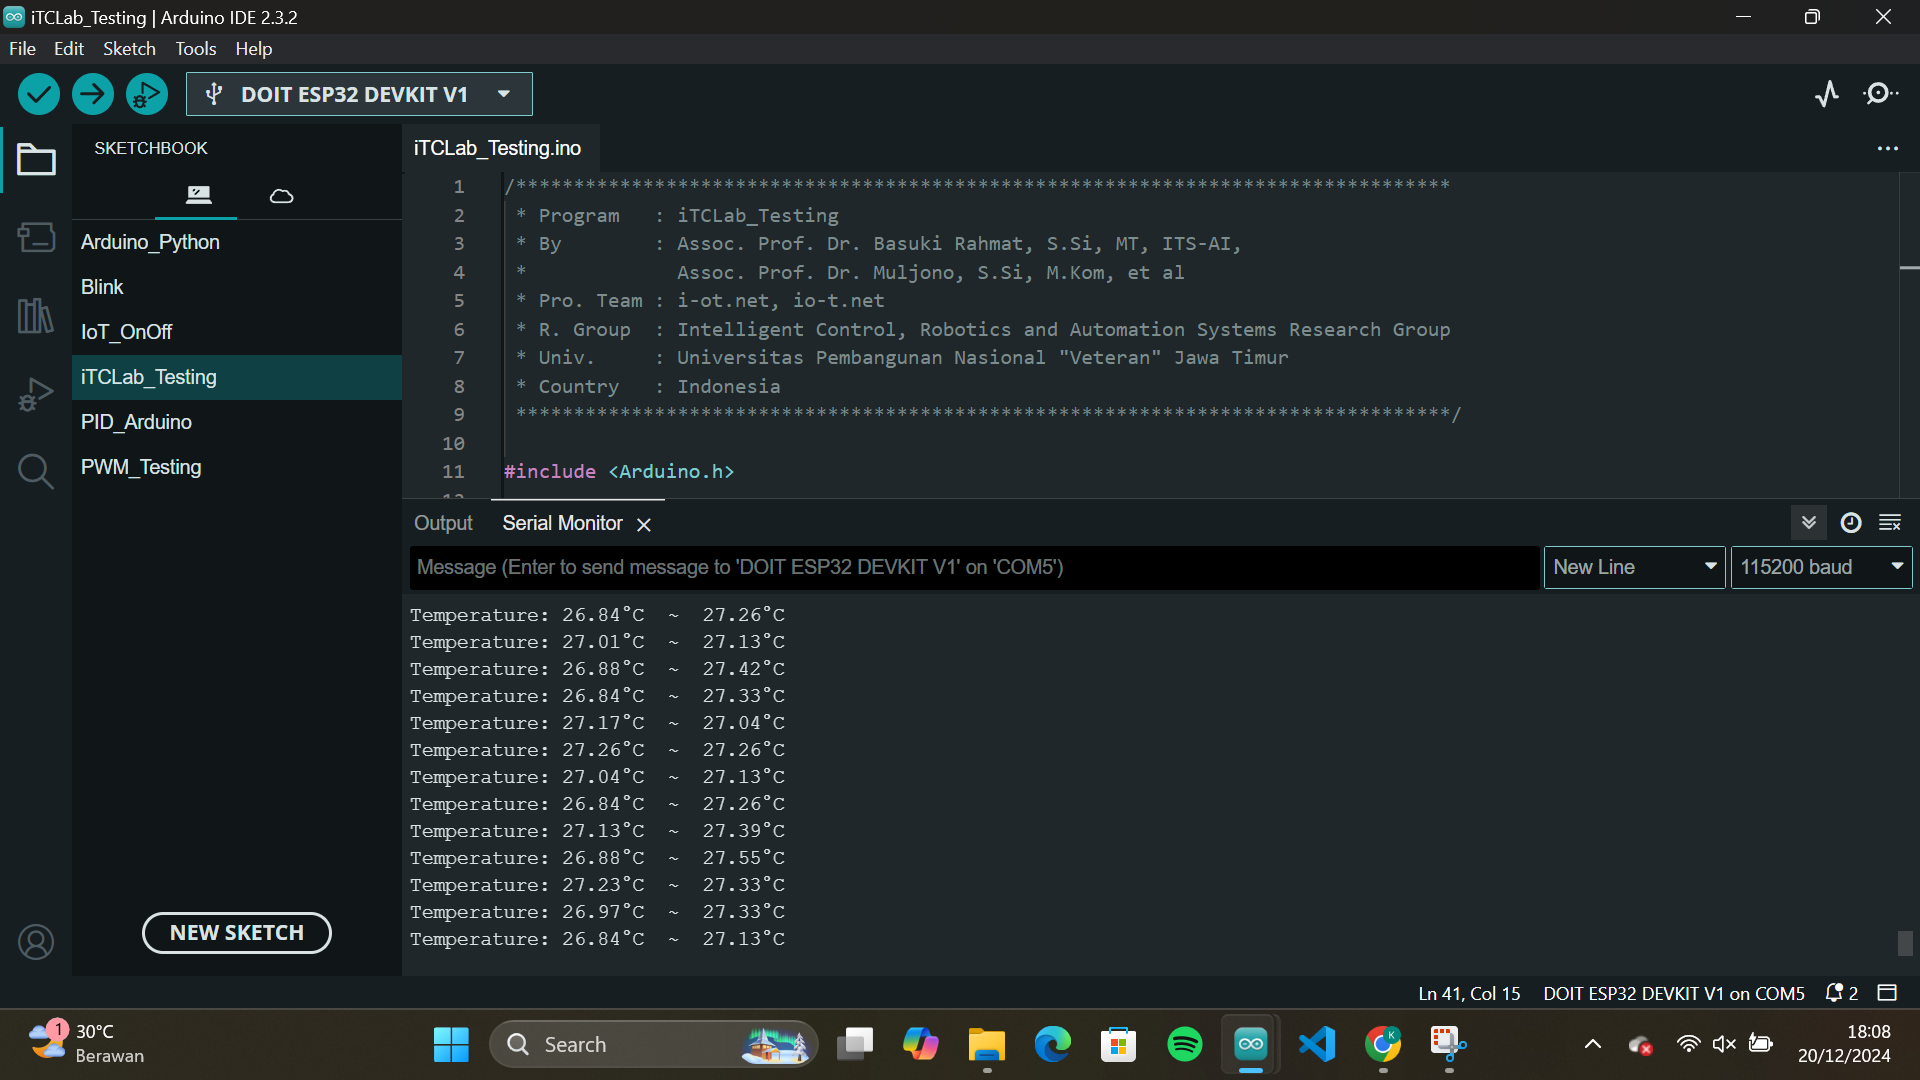 iTCLab_Testing | Arduino IDE 2.3.2
File Edit Sketch Tools Help
DOIT ESP32 DEVKIT V1
SKETCHBOOK
Arduino_Python
Blink
IoT_OnOff
iTCLab_Testing
PID_Arduino
PWM_Testing
NEW SKETCH
iTCLab_Testing.ino
1 /*********************************************************************************
2 * Program : iTCLab_Testing
3 * By : Assoc. Prof. Dr. Basuki Rahmat, S.Si, MT, ITS-AI,
4 * Assoc. Prof. Dr. Muljono, S.Si, M.Kom, et al
5 * Pro. Team : i-ot.net, io-t.net
6 * R. Group : Intelligent Control, Robotics and Automation Systems Research Group
7 * Univ. : Universitas Pembangunan Nasional "Veteran" Jawa Timur
8 * Country : Indonesia
9 *********************************************************************************/
10
11 #include <Arduino.h>
Output Serial Monitor
Message (Enter to send message to 'DOIT ESP32 DEVKIT V1' on 'COM5')
New Line
115200 baud
Temperature: 26.84°C ~ 27.26°C
Temperature: 27.01°C ~ 27.13°C
Temperature: 26.88°C ~ 27.42°C
Temperature: 26.84°C ~ 27.33°C
Temperature: 27.17°C ~ 27.04°C
Temperature: 27.26°C ~ 27.26°C
Temperature: 27.04°C ~ 27.13°C
Temperature: 26.84°C ~ 27.26°C
Temperature: 27.13°C ~ 27.39°C
Temperature: 26.88°C ~ 27.55°C
Temperature: 27.23°C ~ 27.33°C
Temperature: 26.97°C ~ 27.33°C
Temperature: 26.84°C ~ 27.13°C
Ln 41, Col 15 DOIT ESP32 DEVKIT V1 on COM5 2
1
30°C
Berawan
Search
K
18:08
20/12/2024